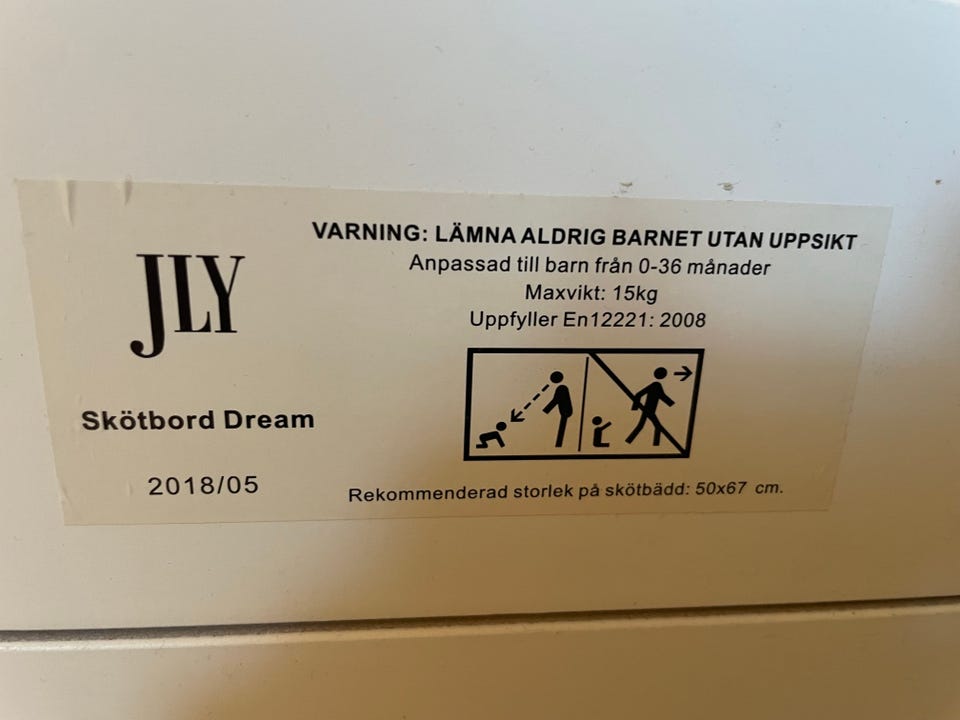 JLY
Skötbord Dream
2018/05
VARNING: LÄMNA ALDRIG BARNET UTAN UPPSIKT
Anpassad till barn från 0-36 månader
Maxvikt: 15kg
Uppfyller En12221: 2008
Rekommenderad storlek på skötbädd: 50x67 cm.